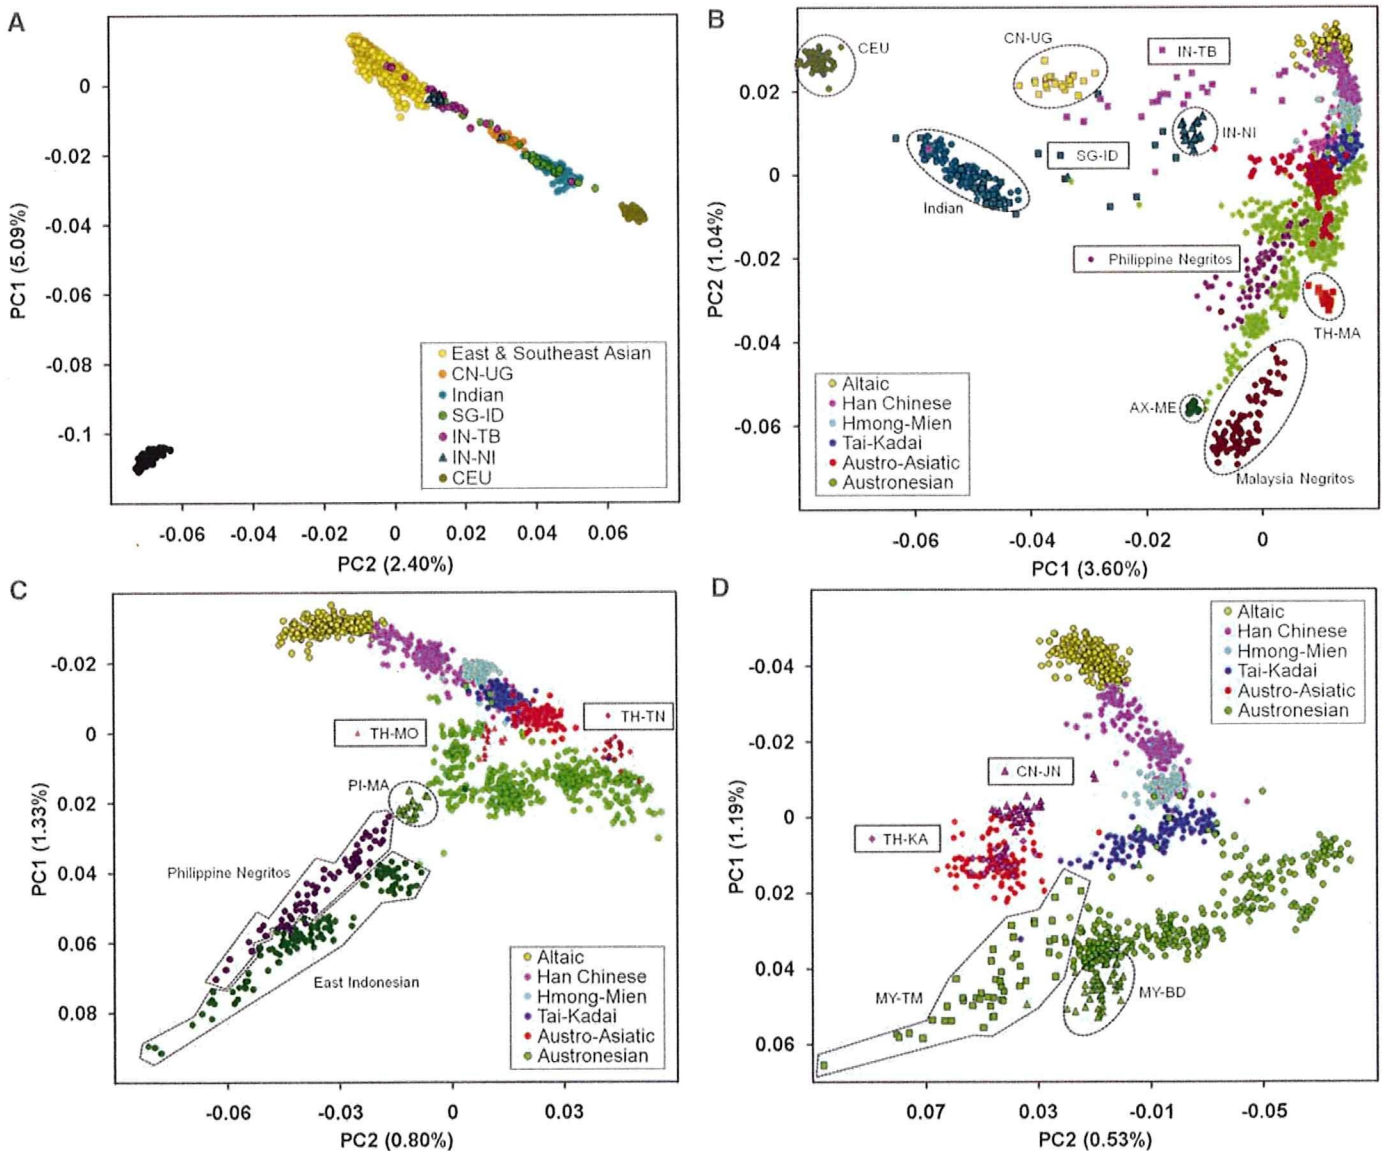 A
0
-0.02
-0.04
-0.06
-0.08
-0.1
PC1 (5.09%)
East & Southeast Asian
CN-UG
Indian
SG-ID
IN-TB
IN-NI
CEU
-0.06 -0.04 -0.02 0 0.02 0.04 0.06
PC2 (2.40%)
B
CEU
CN-UG
IN-TB
IN-NI
SG-ID
Indian
Philippine Negritos
TH-MA
AX-ME
Malaysia Negritos
0.02
0
-0.02
-0.04
-0.06
PC2 (1.04%)
Altaic
Han Chinese
Hmong-Mien
Tai-Kadai
Austro-Asiatic
Austronesian
-0.06 -0.04 -0.02 0
PC1 (3.60%)
C
-0.02
0
0.02
0.04
0.06
0.08
PC1 (1.33%)
TH-TN
TH-MO
PI-MA
Philippine Negritos
East Indonesian
Altaic
Han Chinese
Hmong-Mien
Tai-Kadai
Austro-Asiatic
Austronesian
-0.06 -0.03 0 0.03
PC2 (0.80%)
D
-0.04
-0.02
0
0.02
0.04
0.06
PC1 (1.19%)
Altaic
Han Chinese
Hmong-Mien
Tai-Kadai
Austro-Asiatic
Austronesian
CN-JN
TH-KA
MY-TM
MY-BD
0.07 0.03 -0.01 -0.05
PC2 (0.53%)